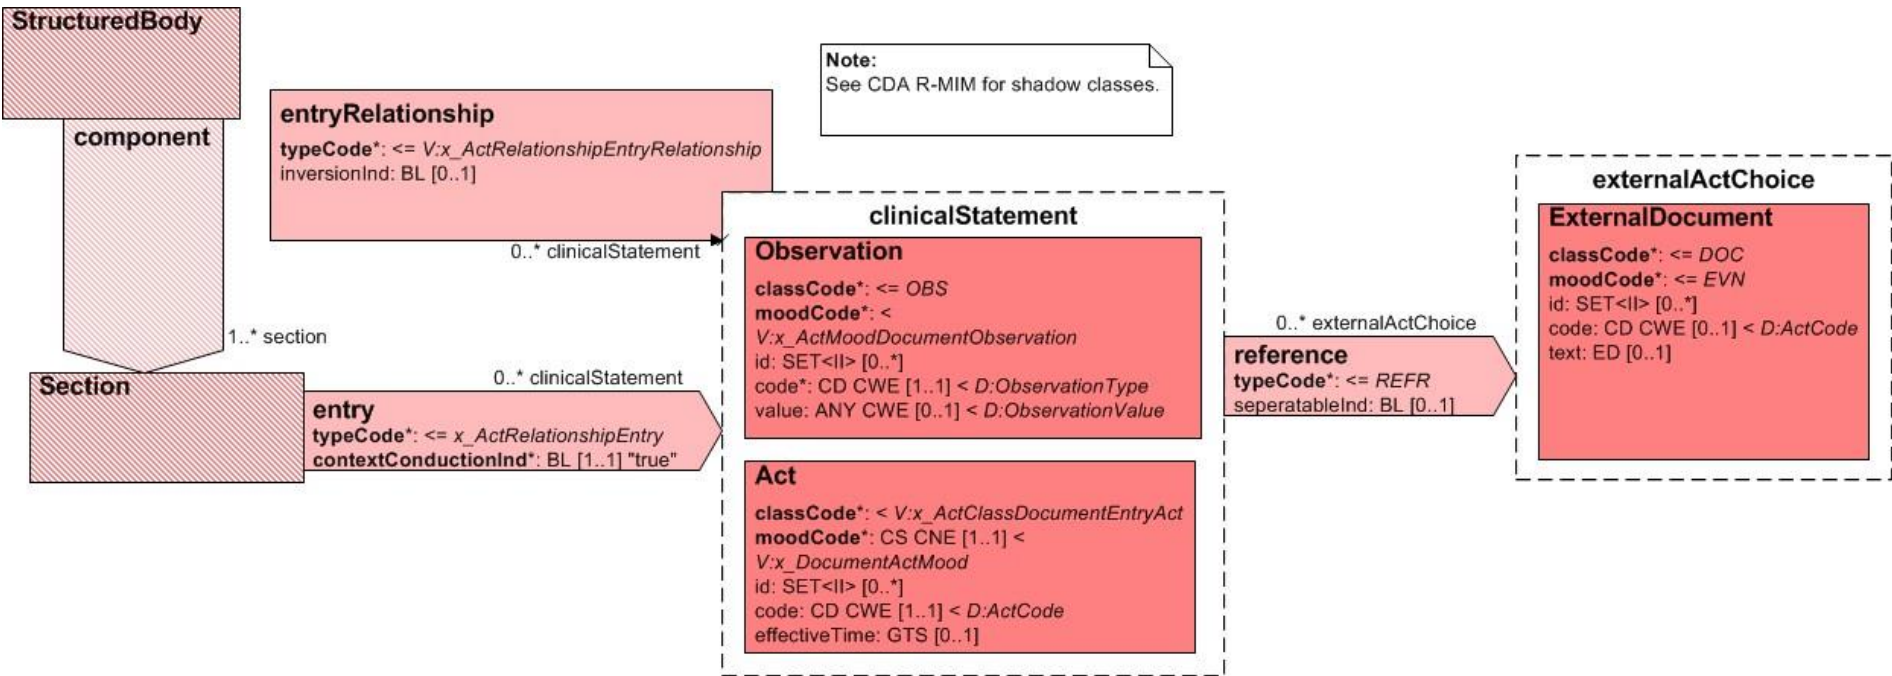 StructuredBody
component
1..* section
Section
entryRelationship
typeCode*: <= V:x_ActRelationshipEntryRelationship
inversionInd: BL [0..1]
0..* clinicalStatement
Note:
See CDA R-MIM for shadow classes.
0..* clinicalStatement
entry
typeCode*: <= x_ActRelationshipEntry
contextConductionInd*: BL [1..1] "true"
clinicalStatement
Observation
classCode*: <= OBS
moodCode*: <
V:x_ActMoodDocumentObservation
id: SET<II> [0..*]
code*: CD CWE [1..1] < D:ObservationType
value: ANY CWE [0..1] < D:ObservationValue
Act
classCode*: < V:x_ActClassDocumentEntryAct
moodCode*: CS CNE [1..1] <
V:x_DocumentActMood
id: SET<II> [0..*]
code: CD CWE [1..1] < D:ActCode
effectiveTime: GTS [0..1]
0..* externalActChoice
reference
typeCode*: <= REFR
seperatableInd: BL [0..1]
externalActChoice
ExternalDocument
classCode*: <= DOC
moodCode*: <= EVN
id: SET<II> [0..*]
code: CD CWE [0..1] < D:ActCode
text: ED [0..1]